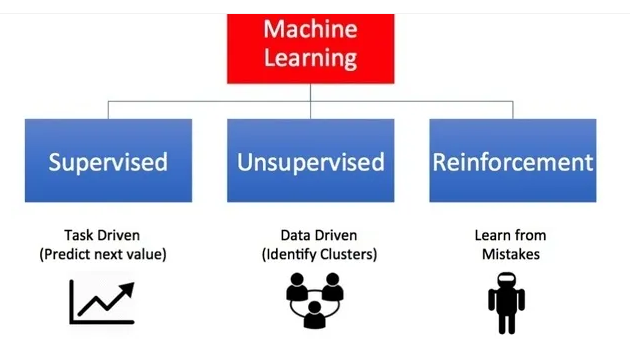 Machine
Learning
Supervised
Unsupervised
Reinforcement
Task Driven
(Predict next value)
Data Driven
(Identify Clusters)
Learn from
Mistakes